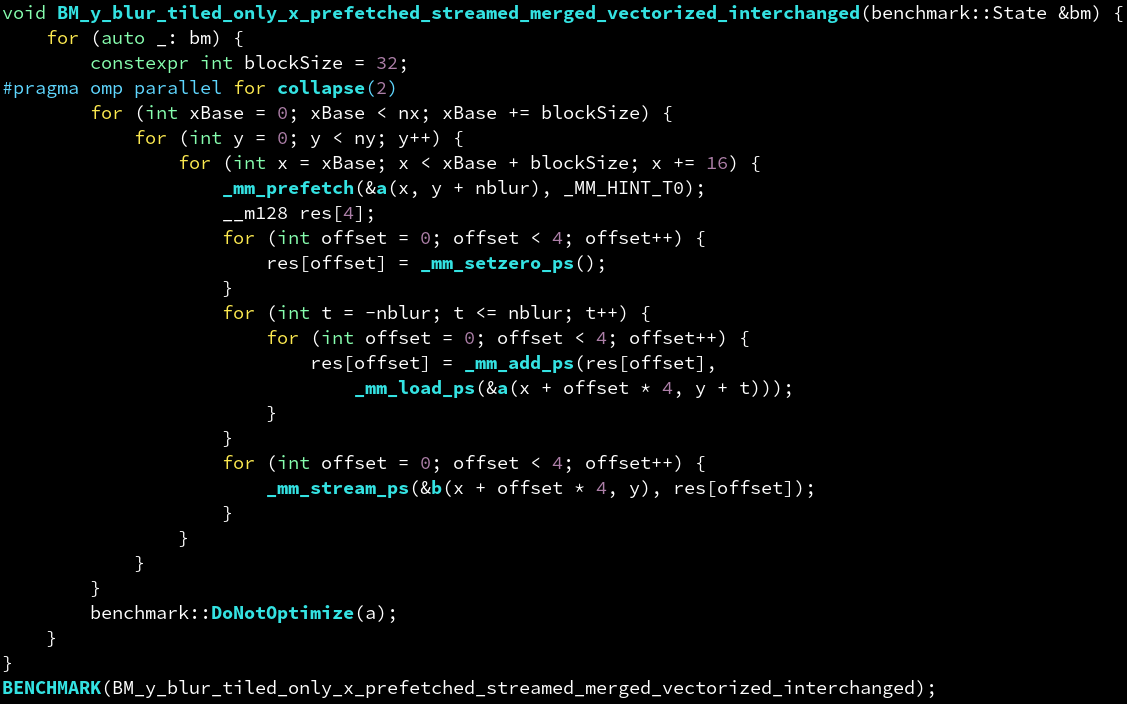 void BM_y_blur_tiled_only_x_prefetched_streamed_merged_vectorized_interchanged(benchmark::State &bm) {
    for (auto _: bm) {
        constexpr int blockSize = 32;
#pragma omp parallel for collapse(2)
        for (int xBase = 0; xBase < nx; xBase += blockSize) {
            for (int y = 0; y < ny; y++) {
                for (int x = xBase; x < xBase + blockSize; x += 16) {
                    _mm_prefetch(&a(x, y + nblur), _MM_HINT_T0);
                    __m128 res[4];
                    for (int offset = 0; offset < 4; offset++) {
                        res[offset] = _mm_setzero_ps();
                    }
                    for (int t = -nblur; t <= nblur; t++) {
                        for (int offset = 0; offset < 4; offset++) {
                            res[offset] = _mm_add_ps(res[offset],
                                _mm_load_ps(&a(x + offset * 4, y + t)));
                        }
                    }
                    for (int offset = 0; offset < 4; offset++) {
                        _mm_stream_ps(&b(x + offset * 4, y), res[offset]);
                    }
                }
            }
        }
        benchmark::DoNotOptimize(a);
    }
}
BENCHMARK(BM_y_blur_tiled_only_x_prefetched_streamed_merged_vectorized_interchanged);